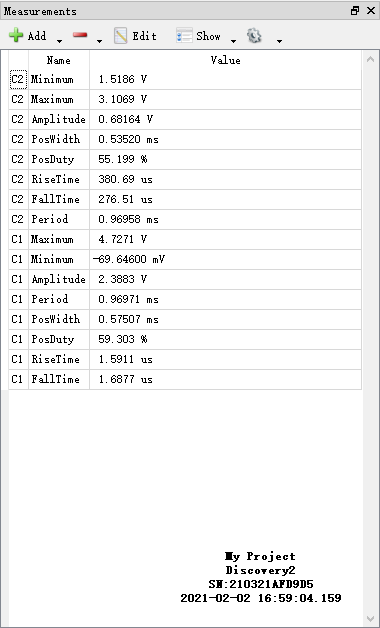 Measurements
Add Edit Show
Name Value
C2 Minimum 1.5186 V
C2 Maximum 3.1069 V
C2 Amplitude 0.68164 V
C2 PosWidth 0.53520 ms
C2 PosDuty 55.199 %
C2 RiseTime 380.69 us
C2 FallTime 276.51 us
C2 Period 0.96958 ms
C1 Maximum 4.7271 V
C1 Minimum -69.64600 mV
C1 Amplitude 2.3883 V
C1 Period 0.96971 ms
C1 PosWidth 0.57507 ms
C1 PosDuty 59.303 %
C1 RiseTime 1.5911 us
C1 FallTime 1.6877 us
My Project
Discovery2
SN:210321AFD9D5
2021-02-02 16:59:04.159